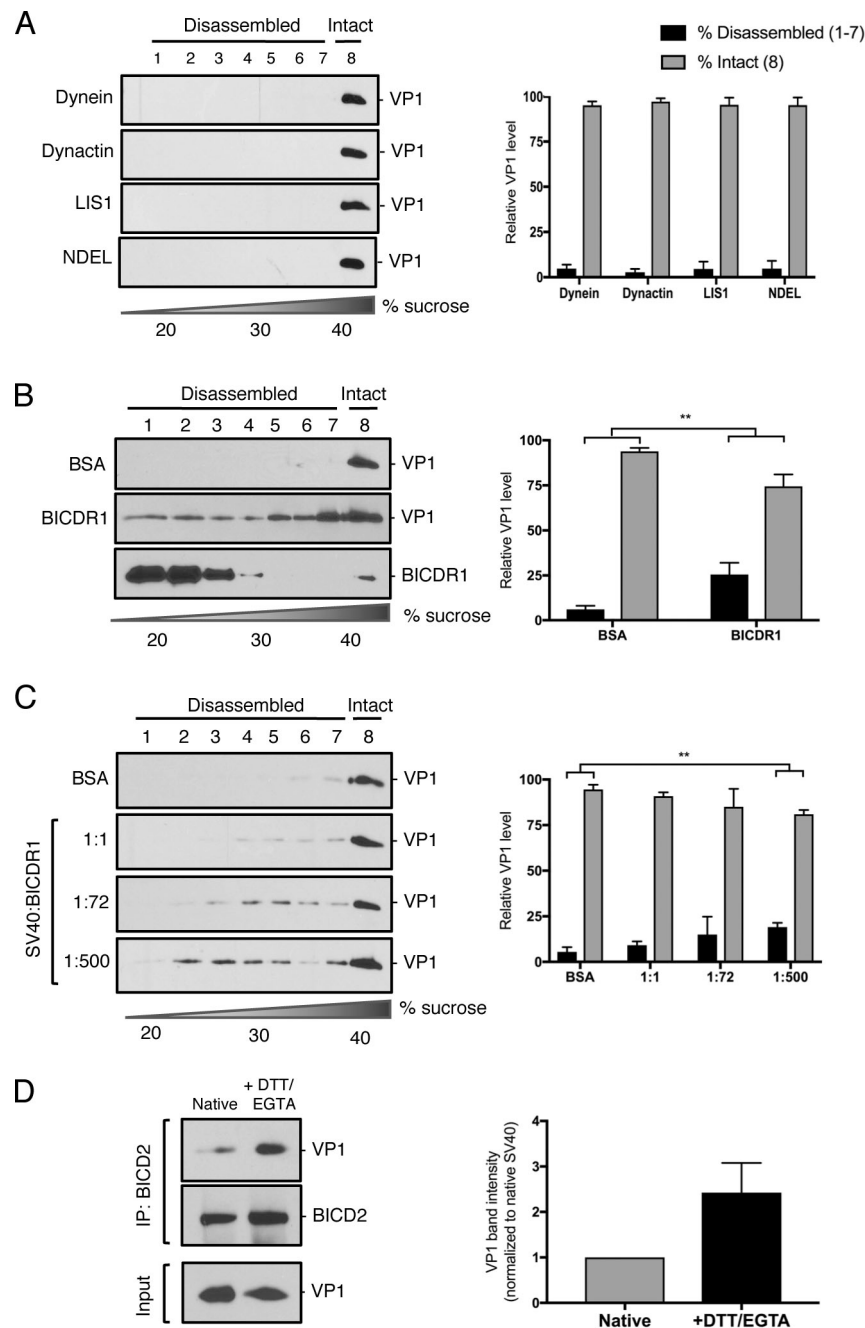 A
Disassembled Intact
1 2 3 4 5 6 7 8
Dynein - VP1
Dynactin - VP1
LIS1 - VP1
NDEL - VP1
% sucrose
20 30 40
% Disassembled (1-7)
% Intact (8)
Relative VP1 level
100
75
50
25
0
Dynein Dynactin LIS1 NDEL
B
Disassembled Intact
1 2 3 4 5 6 7 8
BSA - VP1
BICDR1 - VP1
- BICDR1
% sucrose
20 30 40
Relative VP1 level
100
75
50
25
0
**
BSA BICDR1
C
Disassembled Intact
1 2 3 4 5 6 7 8
BSA - VP1
SV40:BICDR1
1:1 - VP1
1:72 - VP1
1:500 - VP1
% sucrose
20 30 40
Relative VP1 level
100
75
50
25
0
**
BSA 1:1 1:72 1:500
D
Native + DTT/
EGTA
IP: BICD2
- VP1
- BICD2
Input
- VP1
VP1 band intensity
(normalized to native SV40)
4
3
2
1
0
Native +DTT/EGTA